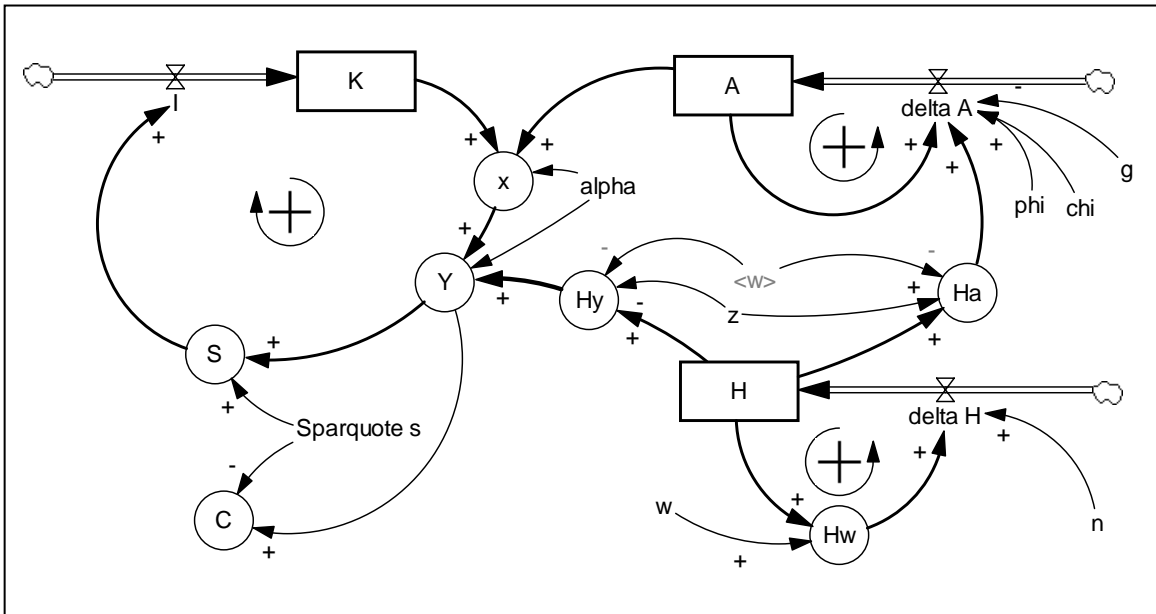 K
A
I
delta A
x
alpha
g
phi
chi
Y
Hy
<w>
z
Ha
S
H
delta H
Sparquote s
C
w
Hw
n
+
+
+
+
+
+
+
-
+
+
+
-
-
+
-
+
+
+
+
+
-
+
+
+
+
+
+
+